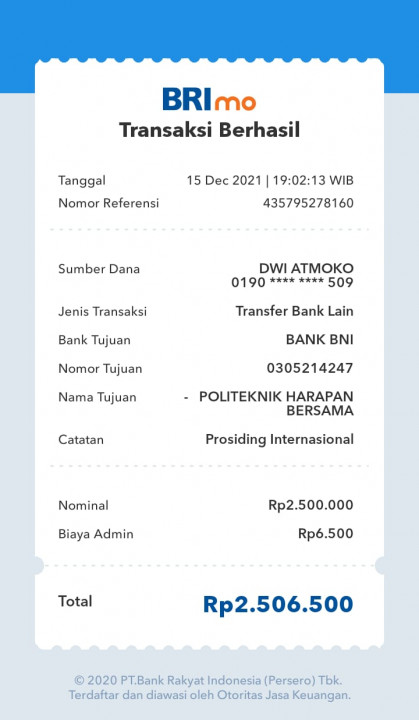 BRImo
Transaksi Berhasil
Tanggal 15 Dec 2021 | 19:02:13 WIB
Nomor Referensi 435795278160
Sumber Dana DWI ATMOKO
0190 **** **** 509
Jenis Transaksi Transfer Bank Lain
Bank Tujuan BANK BNI
Nomor Tujuan 0305214247
Nama Tujuan - POLITEKNIK HARAPAN
BERSAMA
Catatan Prosiding Internasional
Nominal Rp2.500.000
Biaya Admin Rp6.500
Total Rp2.506.500
© 2020 PT.Bank Rakyat Indonesia (Persero) Tbk.
Terdaftar dan diawasi oleh Otoritas Jasa Keuangan.